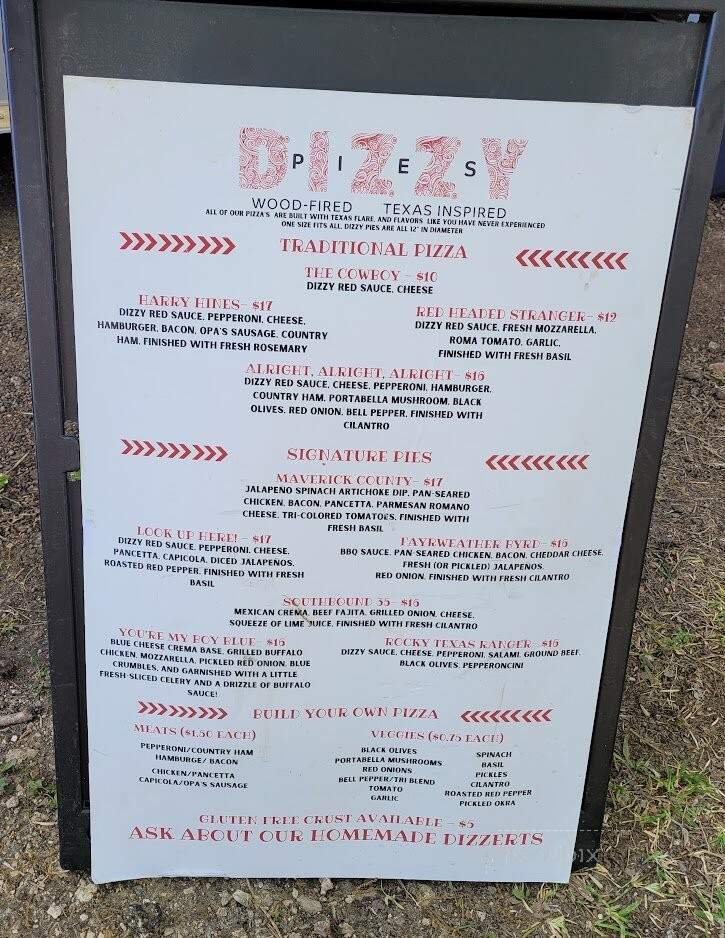 DIZZY
PIES
WOOD-FIRED TEXAS INSPIRED
ALL OF OUR PIZZA'S ARE BUILT WITH TEXAS FLARE, AND FLAVORS LIKE YOU HAVE NEVER EXPERIENCED
ONE SIZE FITS ALL, DIZZY PIES ARE ALL 12" IN DIAMETER
TRADITIONAL PIZZA
THE COWBOY - $10
DIZZY RED SAUCE, CHEESE
HARRY HINES- $17
DIZZY RED SAUCE, PEPPERONI, CHEESE,
HAMBURGER, BACON, OPA'S SAUSAGE, COUNTRY
HAM, FINISHED WITH FRESH ROSEMARY
RED HEADED STRANGER- $12
DIZZY RED SAUCE, FRESH MOZZARELLA,
ROMA TOMATO, GARLIC,
FINISHED WITH FRESH BASIL
ALRIGHT, ALRIGHT, ALRIGHT- $16
DIZZY RED SAUCE, CHEESE, PEPPERONI, HAMBURGER,
COUNTRY HAM, PORTABELLA MUSHROOM, BLACK
OLIVES, RED ONION, BELL PEPPER, FINISHED WITH
CILANTRO
SIGNATURE PIES
MAVERICK COUNTY- $17
JALAPENO SPINACH ARTICHOKE DIP, PAN-SEARED
CHICKEN, BACON, PANCETTA, PARMESAN ROMANO
CHEESE, TRI-COLORED TOMATOES, FINISHED WITH
FRESH BASIL
LOOK UP HERE! - $17
DIZZY RED SAUCE, PEPPERONI, CHEESE,
PANCETTA, CAPICOLA, DICED JALAPENOS,
ROASTED RED PEPPER, FINISHED WITH FRESH
BASIL
FAYRWEATHER BYRD- $16
BBQ SAUCE, PAN-SEARED CHICKEN, BACON, CHEDDAR CHEESE,
FRESH (OR PICKLED) JALAPENOS,
RED ONION, FINISHED WITH FRESH CILANTRO
SOUTHBOUND 35- $16
MEXICAN CREMA, BEEF FAJITA, GRILLED ONION, CHEESE,
SQUEEZE OF LIME JUICE, FINISHED WITH FRESH CILANTRO
YOU'RE MY BOY BLUE- $16
BLUE CHEESE CREMA BASE, GRILLED BUFFALO
CHICKEN, MOZZARELLA, PICKLED RED ONION, BLUE
CRUMBLES, AND GARNISHED WITH A LITTLE
FRESH-SLICED CELERY AND A DRIZZLE OF BUFFALO
SAUCE!
ROCKY TEXAS RANGER- $16
DIZZY SAUCE, CHEESE, PEPPERONI, SALAMI, GROUND BEEF,
BLACK OLIVES, PEPPERONCINI
BUILD YOUR OWN PIZZA
MEATS ($1.50 EACH)
PEPPERONI/COUNTRY HAM
HAMBURGE/ BACON
CHICKEN/PANCETTA
CAPICOLA/OPA'S SAUSAGE
VEGGIES ($0.75 EACH)
BLACK OLIVES
PORTABELLA MUSHROOMS
RED ONIONS
BELL PEPPER/TRI BLEND
TOMATO
GARLIC
SPINACH
BASIL
PICKLES
CILANTRO
ROASTED RED PEPPER
PICKLED OKRA
GLUTEN FREE CRUST AVAILABLE - $5
ASK ABOUT OUR HOMEMADE DIZZERTS